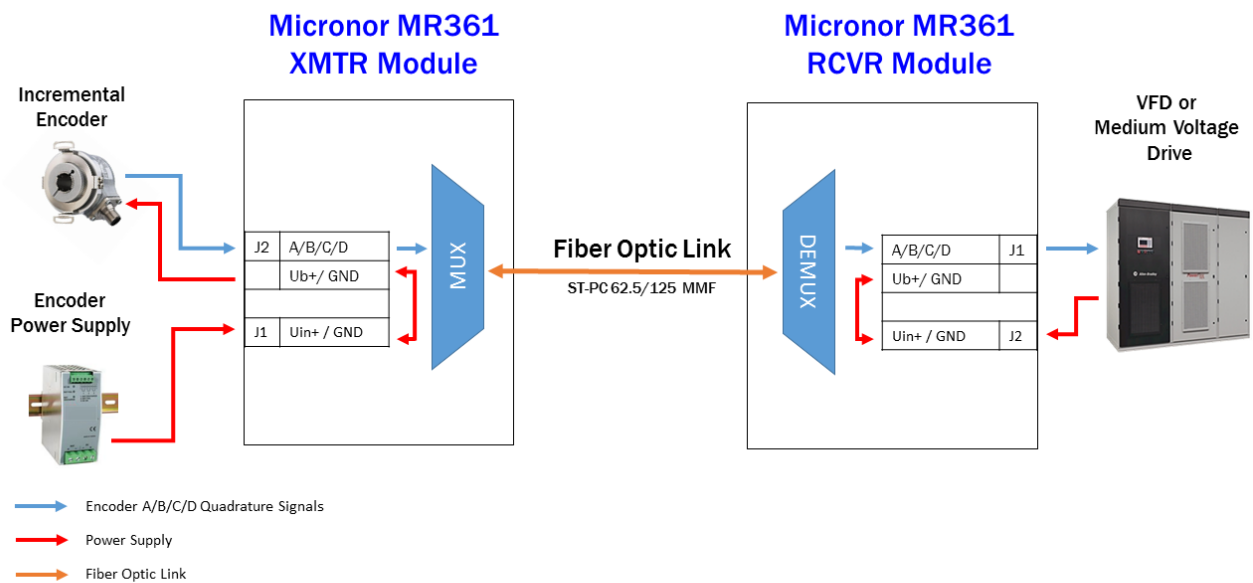 Micronor MR361
XMTR Module
Micronor MR361
RCVR Module
Incremental
Encoder
VFD or
Medium Voltage
Drive
J2 A/B/C/D
Ub+/ GND
J1 Uin+ / GND
MUX
Fiber Optic Link
ST-PC 62.5/125 MMF
DEMUX
A/B/C/D J1
Ub+/ GND
Uin+ / GND J2
Encoder
Power Supply
Encoder A/B/C/D Quadrature Signals
Power Supply
Fiber Optic Link